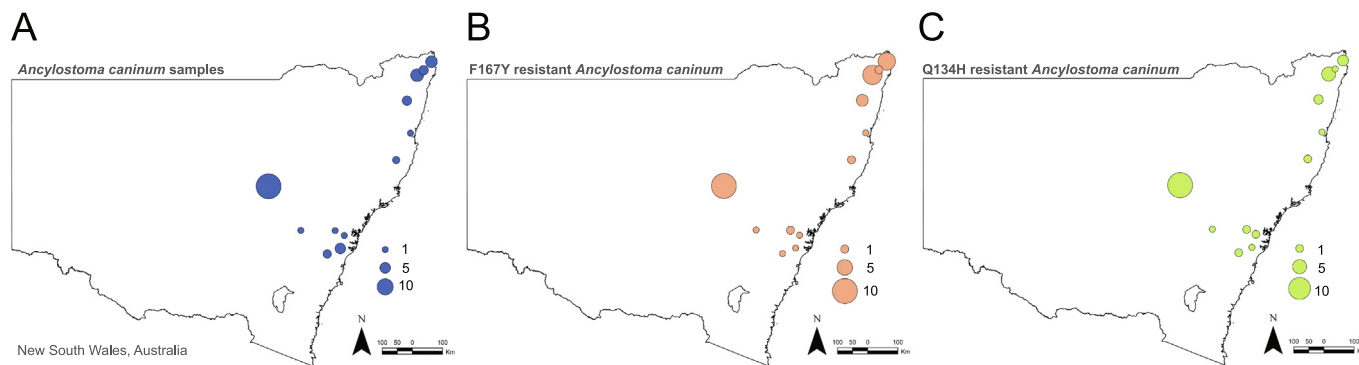 A
Ancylostoma caninum samples
1
5
10
N
100 50 0 100
Km
New South Wales, Australia
B
F167Y resistant Ancylostoma caninum
1
5
10
N
100 50 0 100
Km
C
Q134H resistant Ancylostoma caninum
1
5
10
N
100 50 0 100
Km